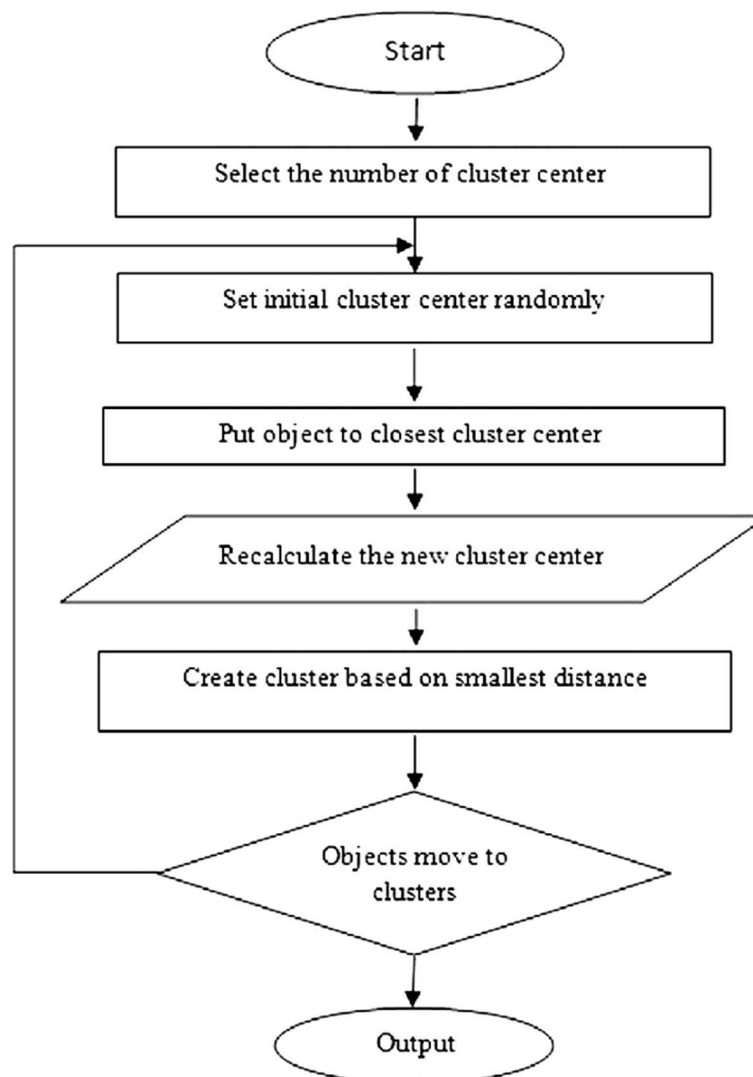 Start
Select the number of cluster center
Set initial cluster center randomly
Put object to closest cluster center
Recalculate the new cluster center
Create cluster based on smallest distance
Objects move to
clusters
Output